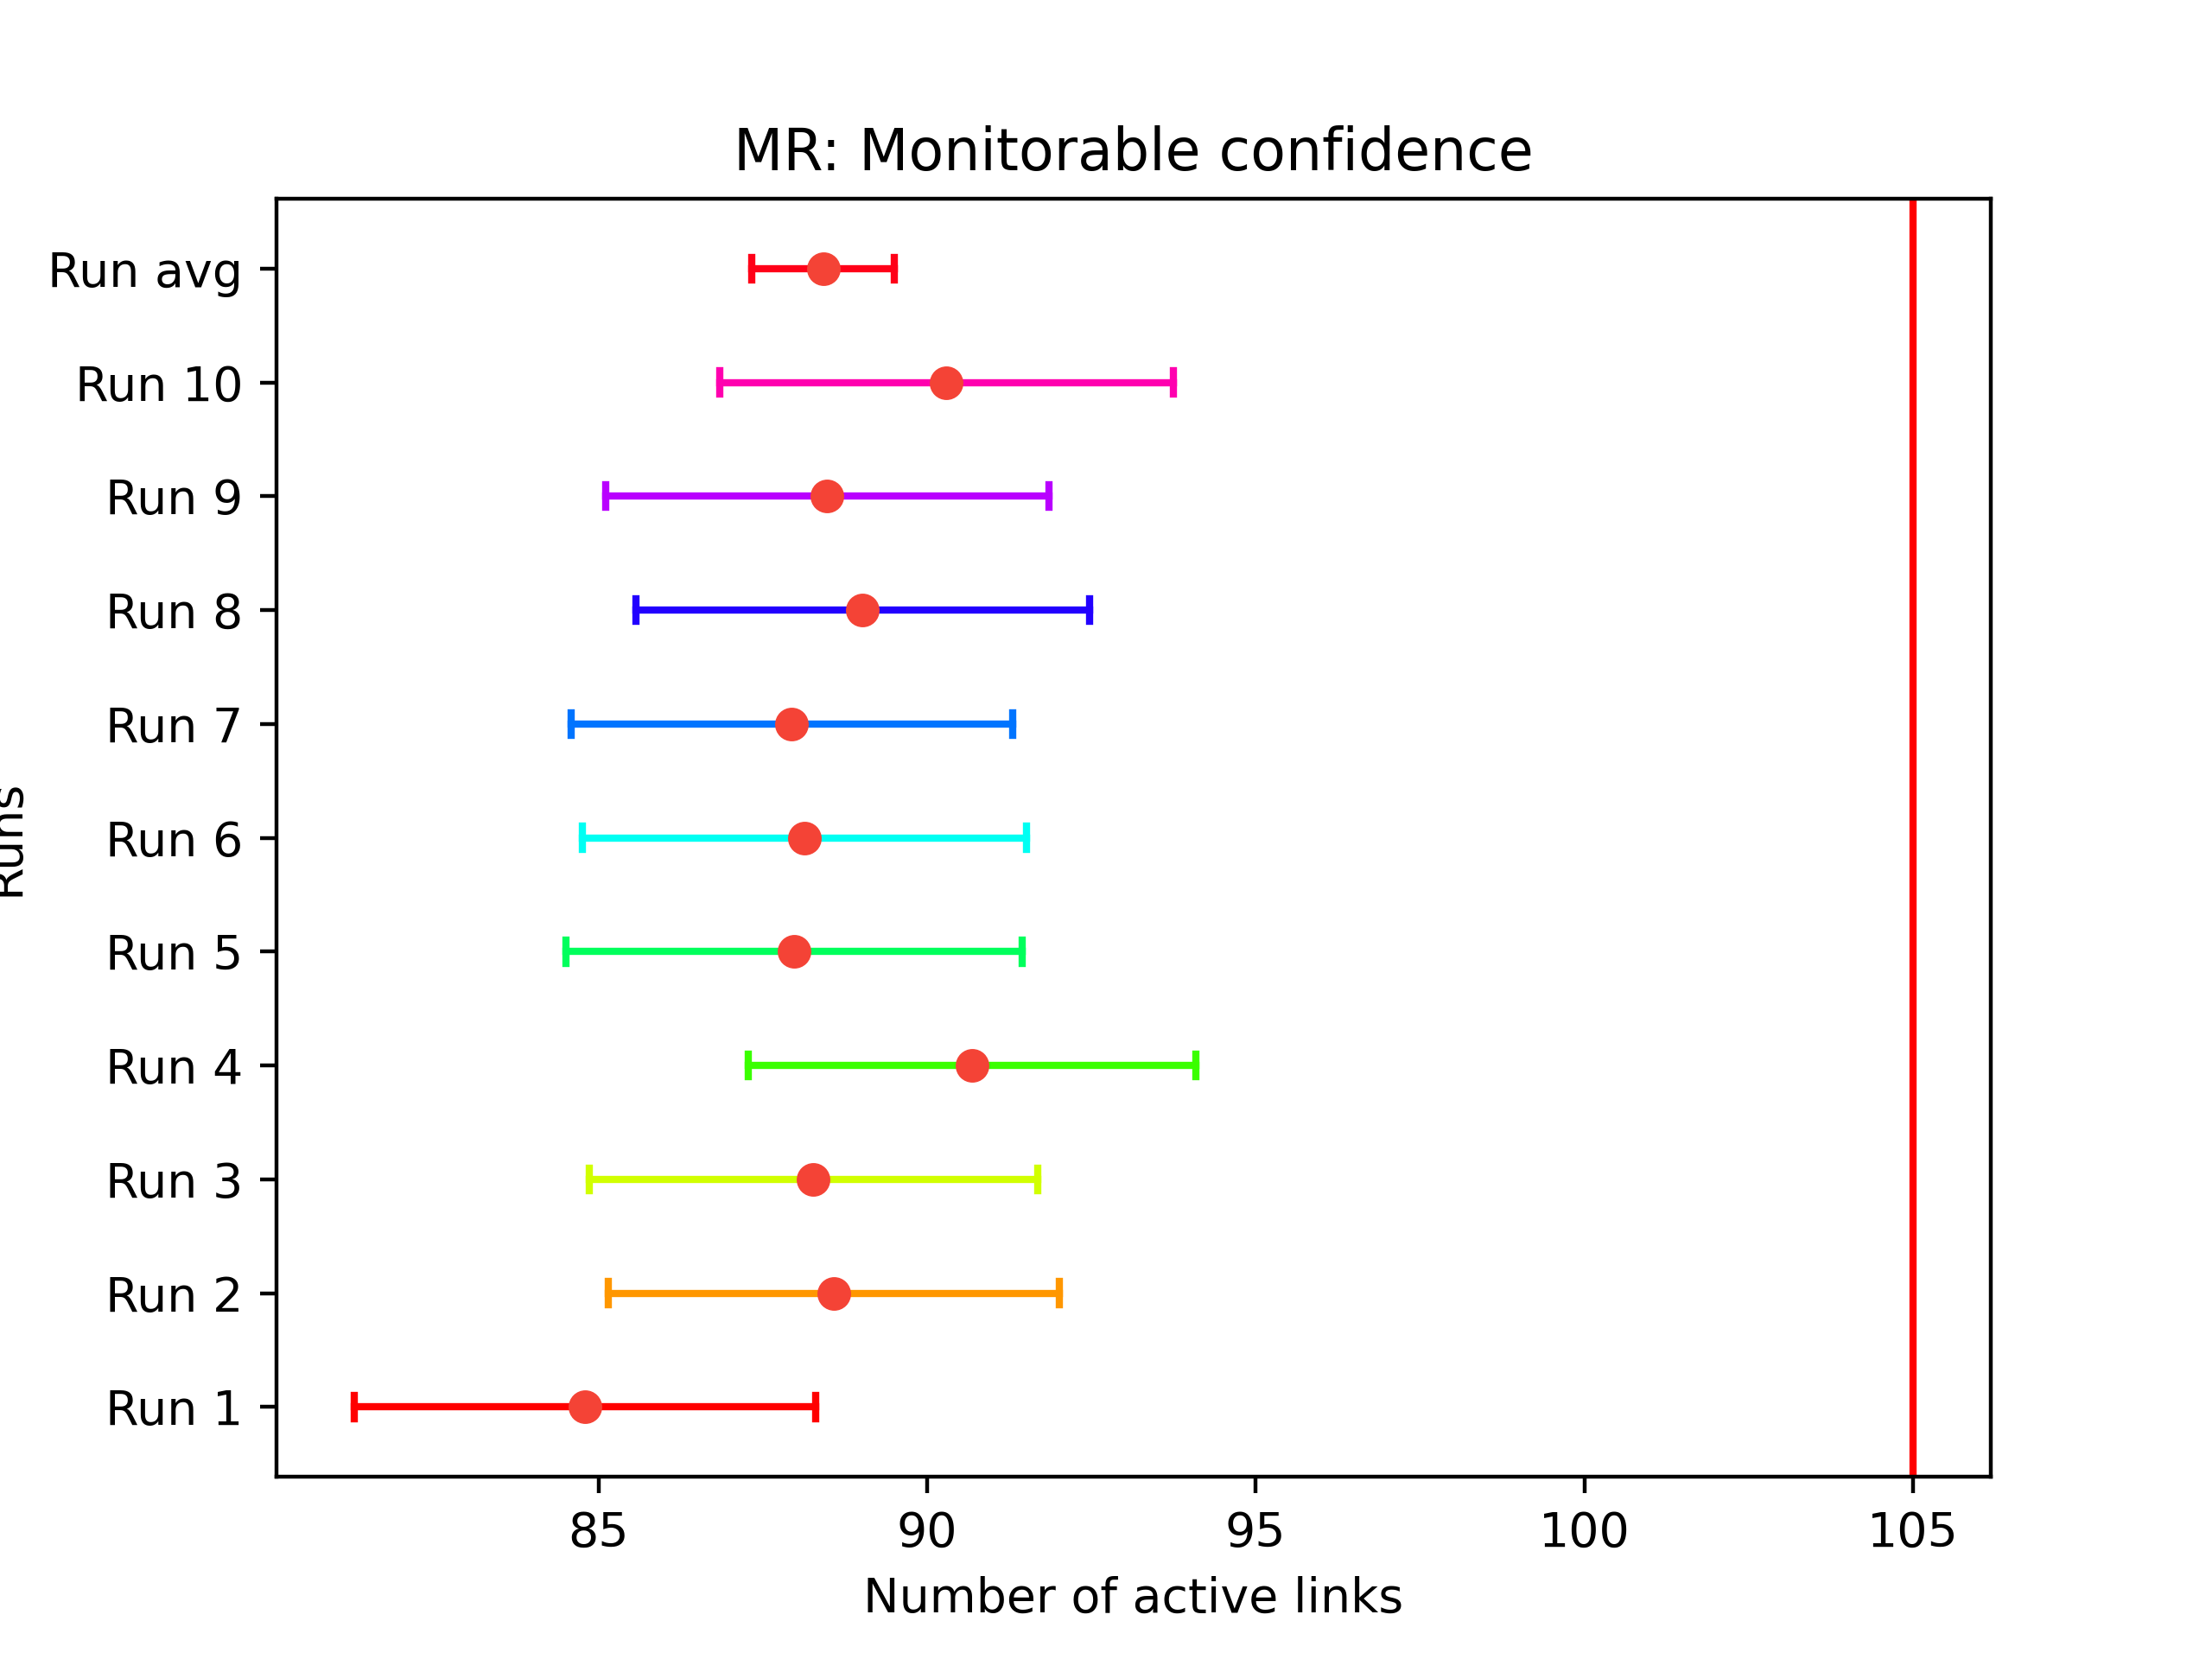 MR: Monitorable confidence
Run avg
Run 10
Run 9
Run 8
Run 7
Run 6
Run 5
Run 4
Run 3
Run 2
Run 1
Runs
85 90 95 100 105
Number of active links